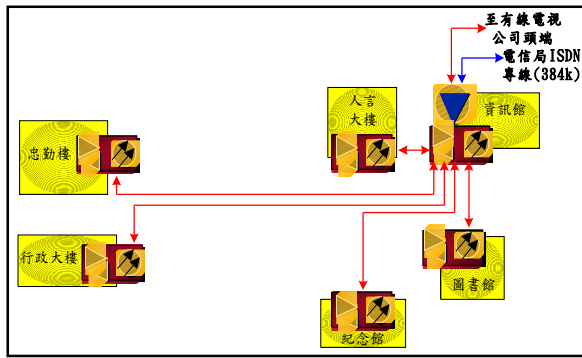 至有線電視
公司頭端
電信局ISDN
專線(384k)
人言
大樓
資訊館
忠勤樓
行政大樓
圖書館
紀念館